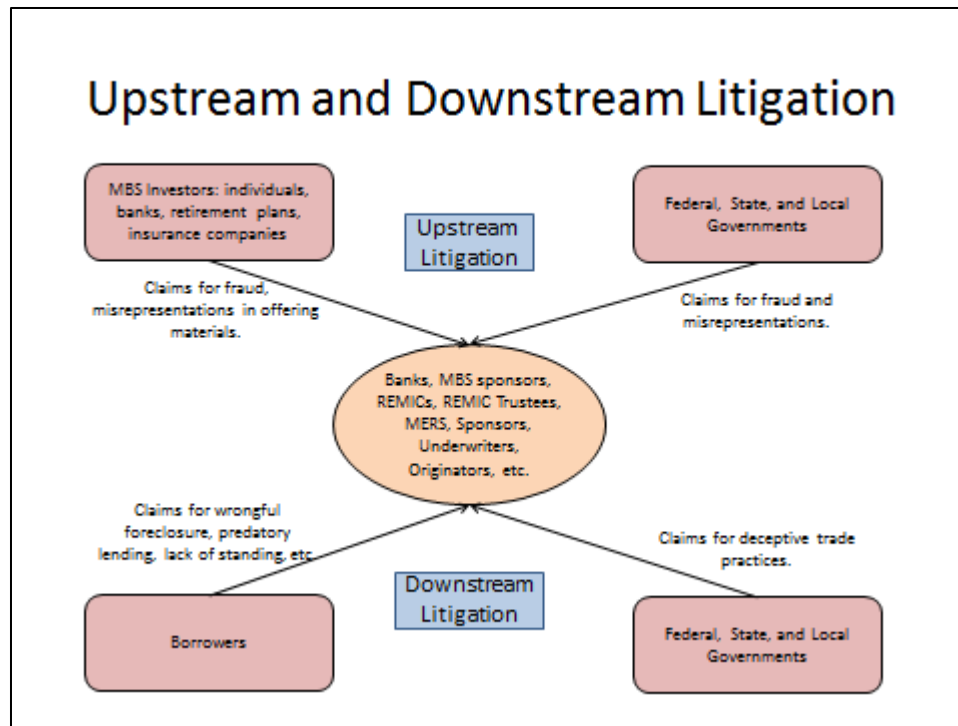 Upstream and Downstream Litigation
MBS Investors: individuals,
banks, retirement plans,
insurance companies
Federal, State, and Local
Governments
Upstream
Litigation
Claims for fraud,
misrepresentations in offering
materials.
Claims for fraud and
misrepresentations.
Banks, MBS sponsors,
REMICs, REMIC Trustees,
MERS, Sponsors,
Underwriters,
Originators, etc.
Claims for wrongful
foreclosure, predatory
lending, lack of standing, etc
Claims for deceptive trade
practices.
Downstream
Litigation
Borrowers
Federal, State, and Local
Governments